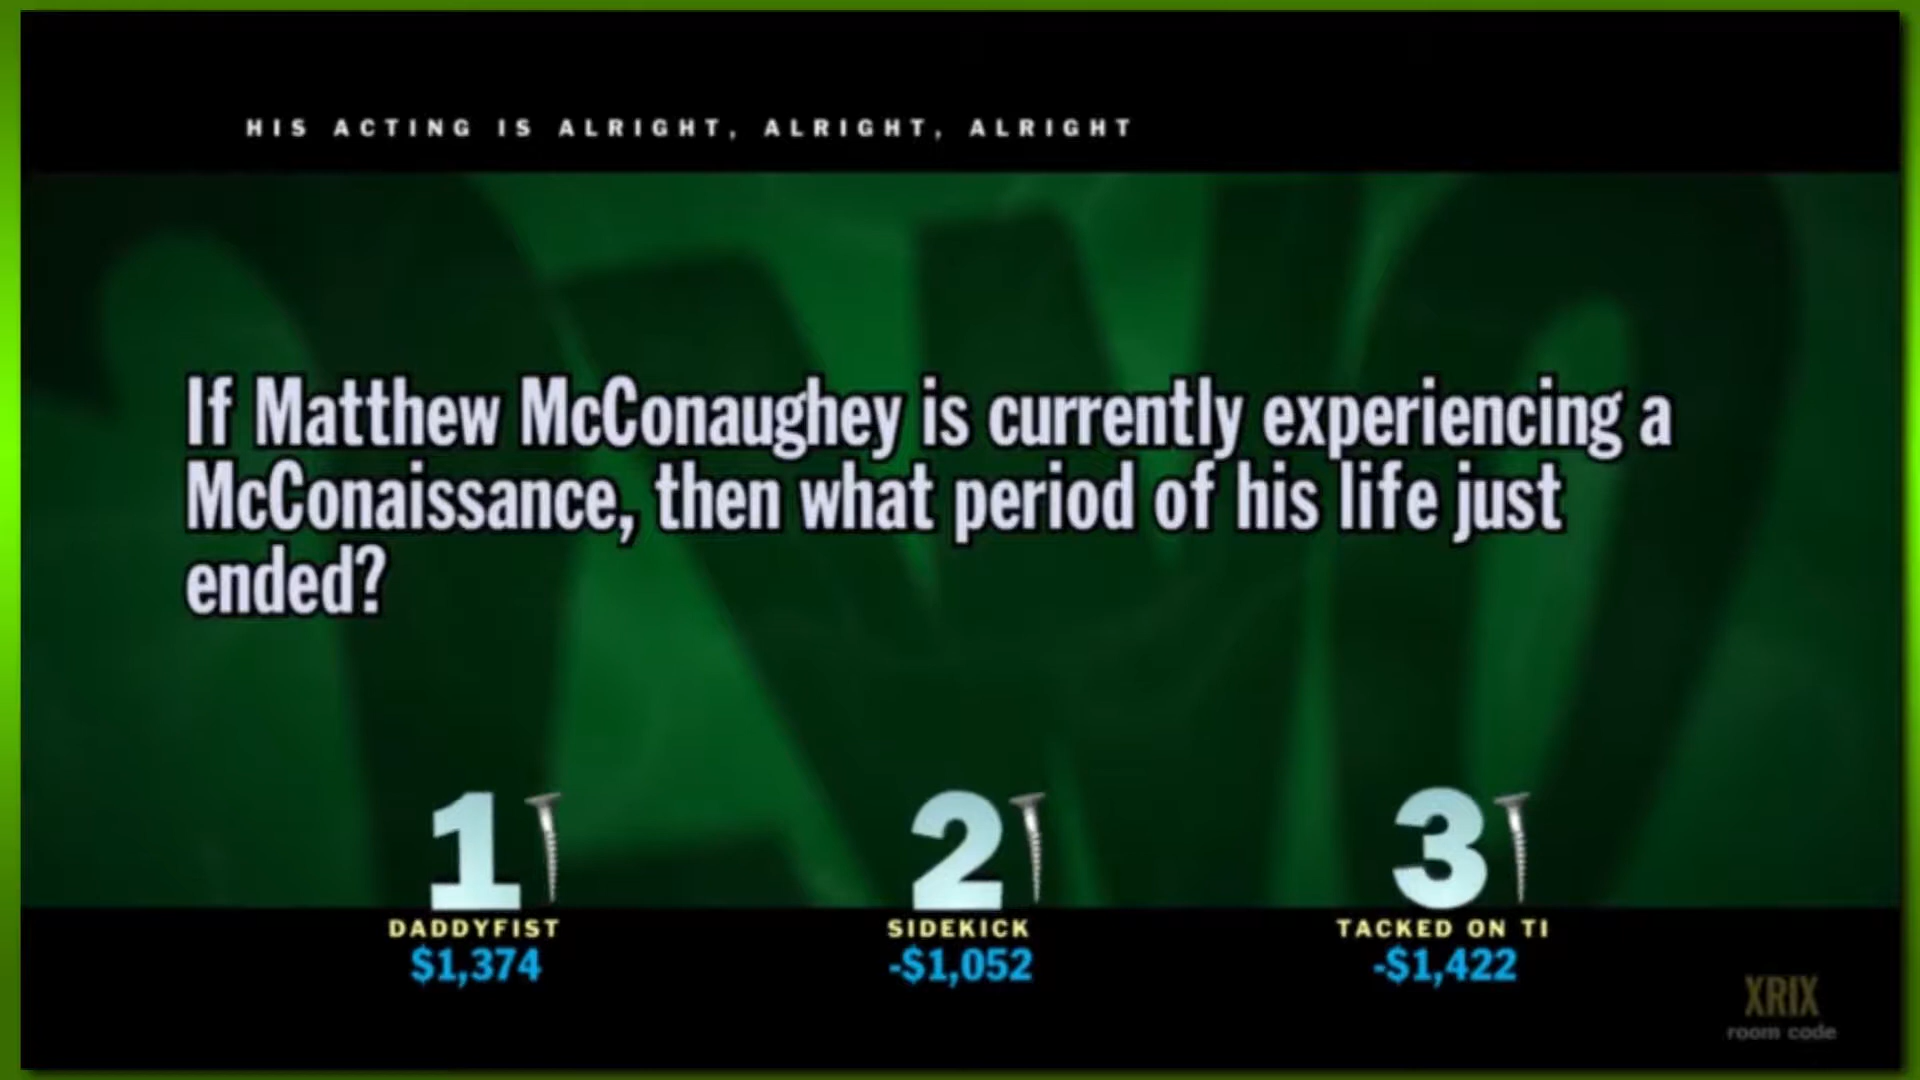 HIS ACTING IS ALRIGHT, ALRIGHT, ALRIGHT
If Matthew McConaughey is currently experiencing a
McConaissance, then what period of his life just
ended?
1 2 3
DADDYFIST SIDEKICK TACKED ON TI
$1,374 -$1,052 -$1,422
XRIX
room code